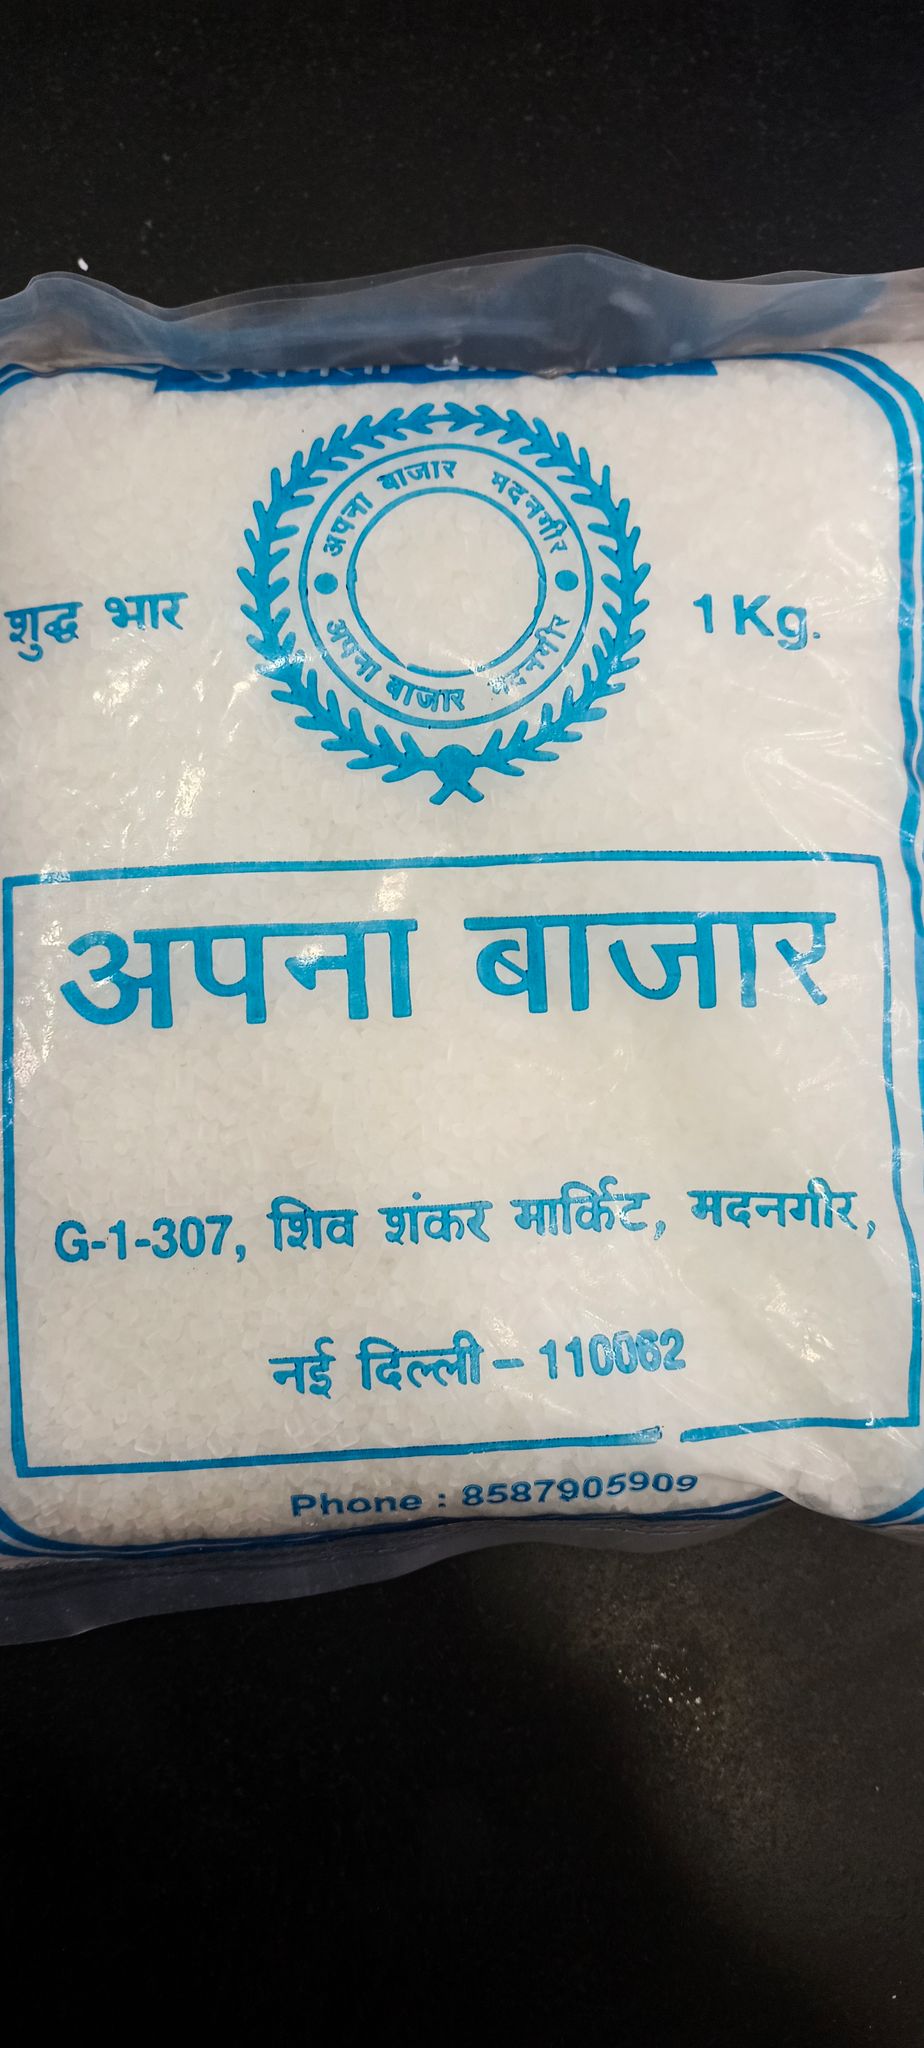 अपना बाजार मदनगीर
शुद्ध भार
1 Kg.
अपना बाजार मदनगीर
अपना बाजार
G-1-307, शिव शंकर मार्किट, मदनगीर,
नई दिल्ली – 110062
Phone : 8587905909